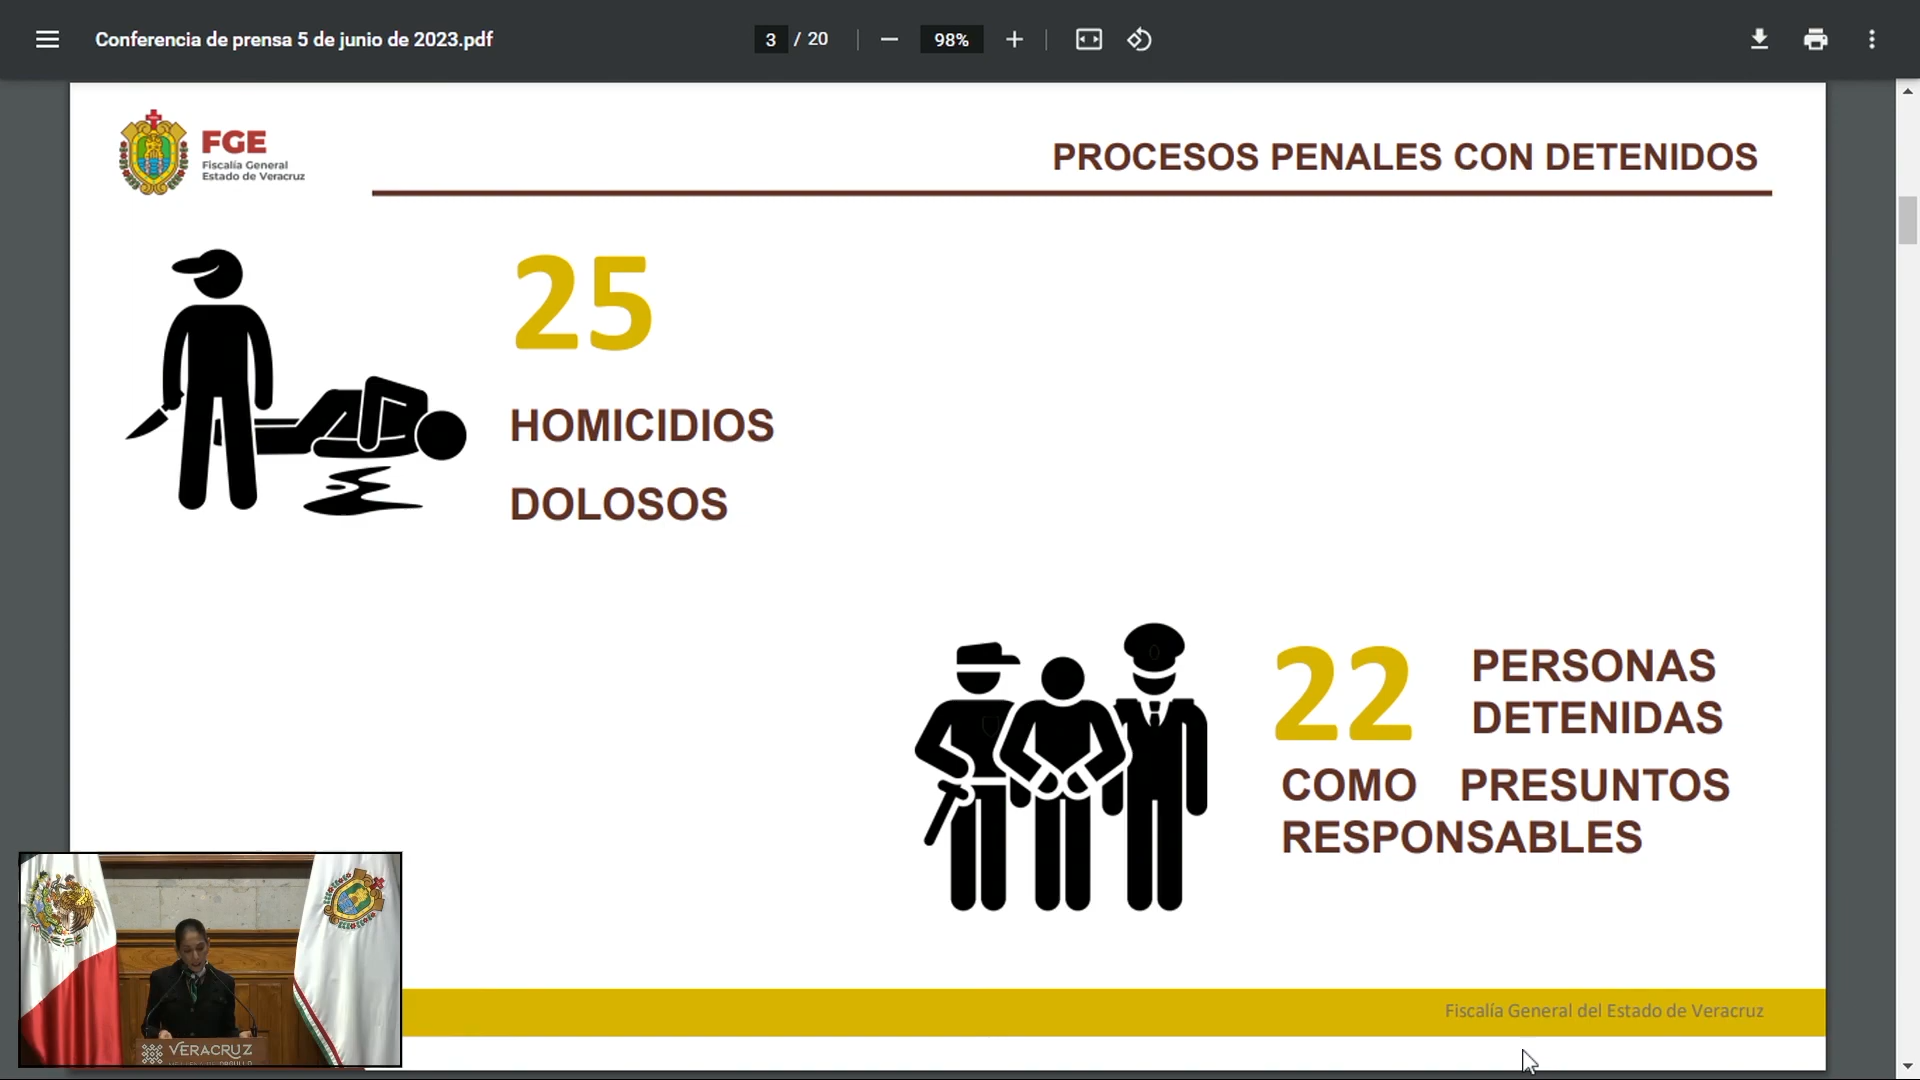 Conferencia de prensa 5 de junio de 2023.pdf
3 / 20
98%
FGE
Fiscalía General
Estado de Veracruz
PROCESOS PENALES CON DETENIDOS
25
HOMICIDIOS
DOLOSOS
22 PERSONAS
DETENIDAS
COMO PRESUNTOS
RESPONSABLES
Fiscalía General del Estado de Veracruz
VERACRUZ